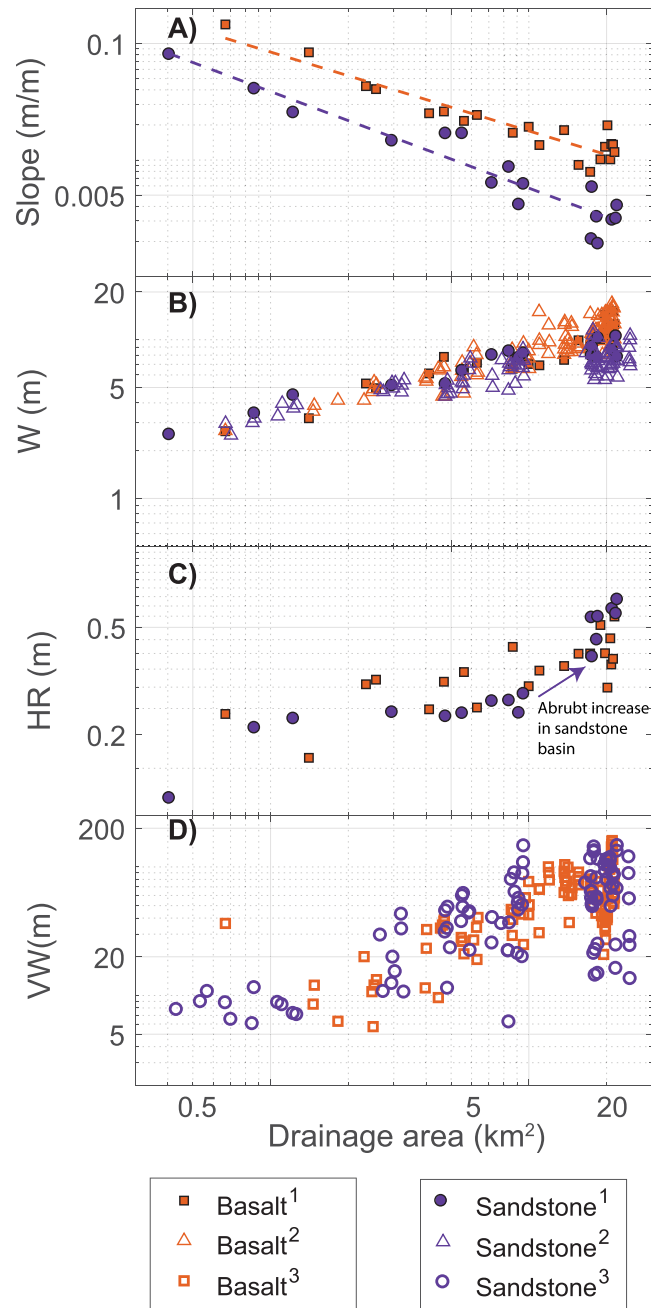 A)
0.1
0.005
Slope (m/m)
B)
20
5
1
W (m)
C)
0.5
0.2
HR (m)
Abrubt increase
in sandstone
basin
D)
200
20
5
VW(m)
0.5 5 20
Drainage area (km²)
Basalt¹
Basalt²
Basalt³
Sandstone¹
Sandstone²
Sandstone³